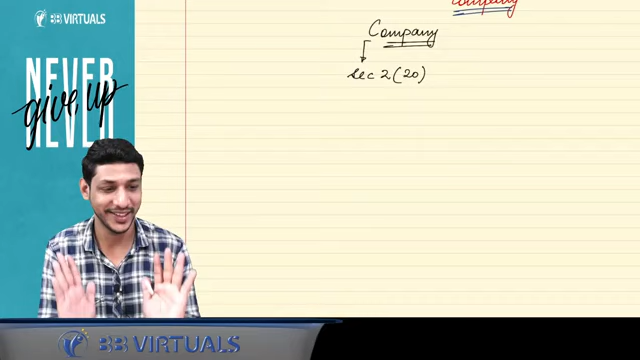 company
BB VIRTUALS
Company
sec 2(20)
NEVER
give up
NEVER
BB VIRTUALS